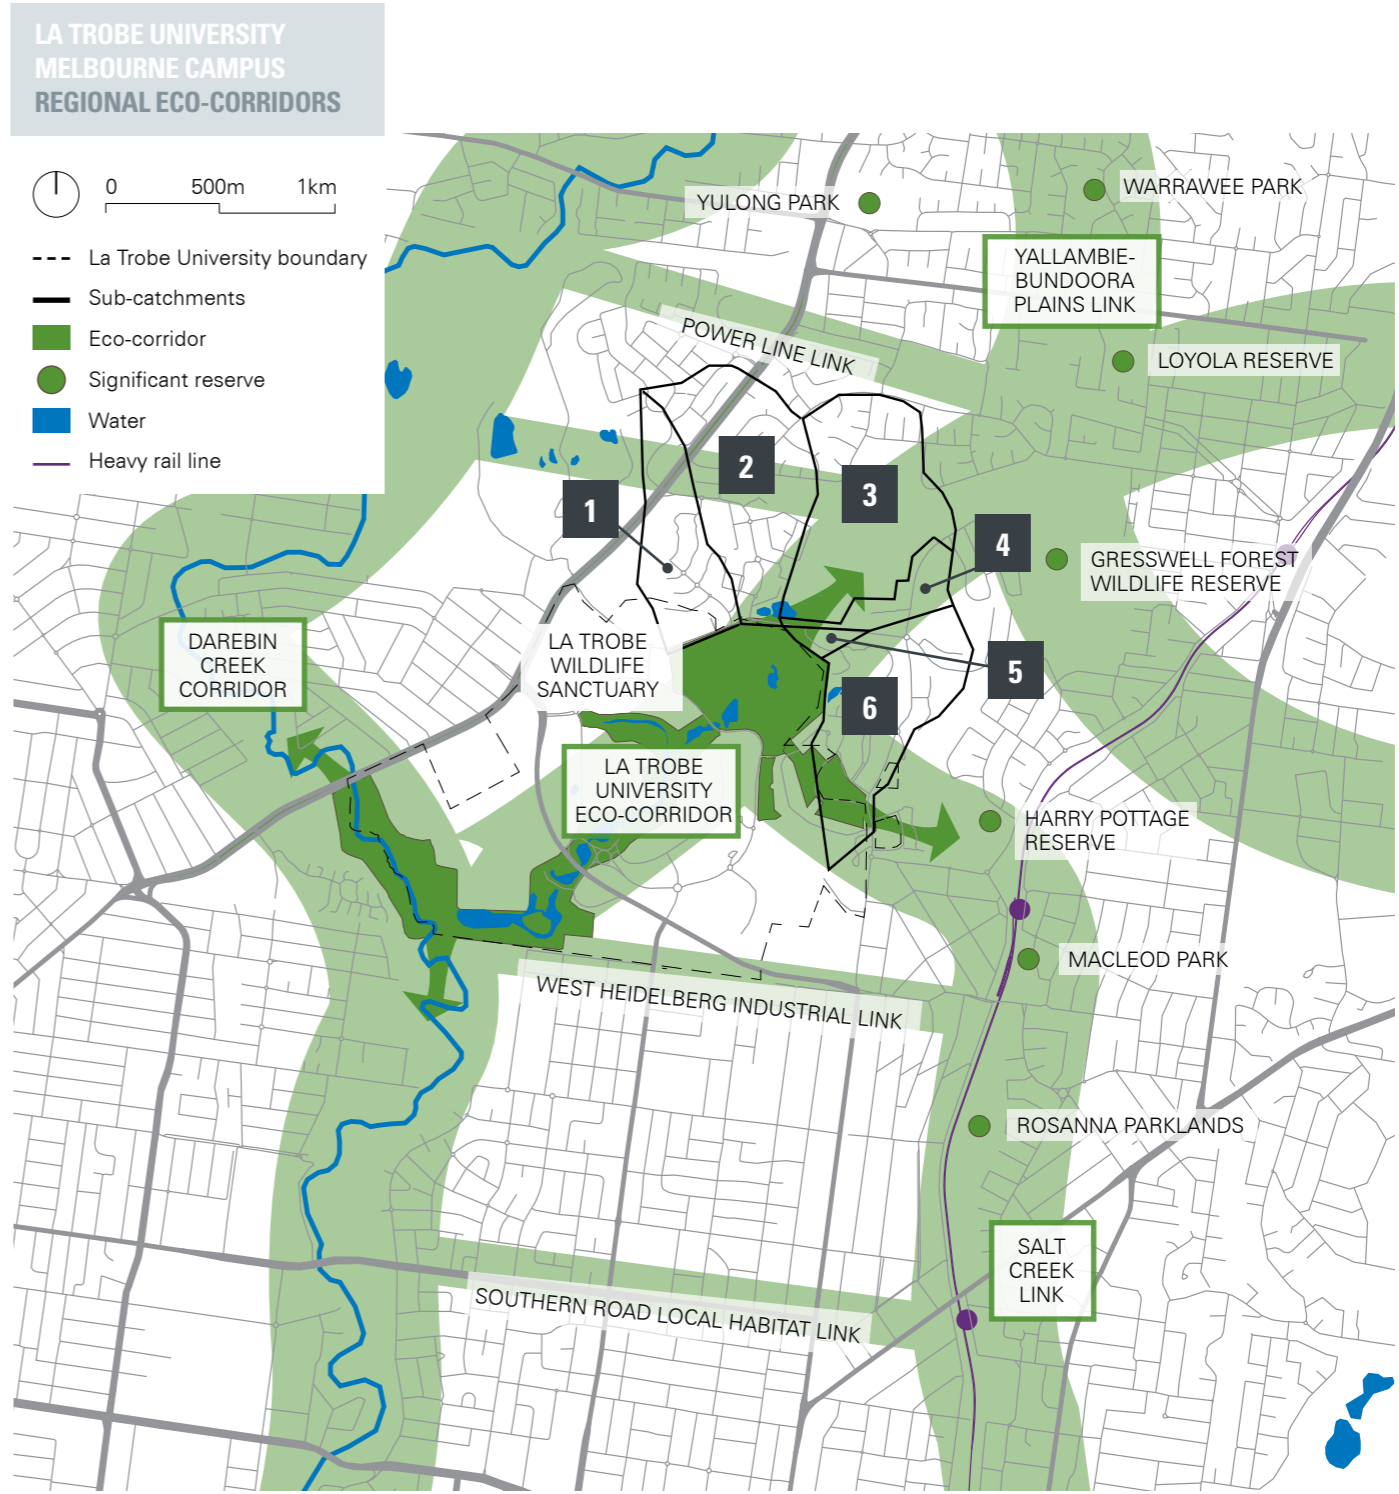 LA TROBE UNIVERSITY
MELBOURNE CAMPUS
REGIONAL ECO-CORRIDORS
0 500m 1km
La Trobe University boundary
Sub-catchments
Eco-corridor
Significant reserve
Water
Heavy rail line
YULONG PARK
WARRAWEE PARK
YALLAMBIE-
BUNDOORA
PLAINS LINK
POWER LINE LINK
LOYOLA RESERVE
2
3
1
4
GRESSWELL FOREST
WILDLIFE RESERVE
DAREBIN
CREEK
CORRIDOR
LA TROBE
WILDLIFE
SANCTUARY
5
6
LA TROBE
UNIVERSITY
ECO-CORRIDOR
HARRY POTTAGE
RESERVE
MACLEOD PARK
WEST HEIDELBERG INDUSTRIAL LINK
ROSANNA PARKLANDS
SALT
CREEK
LINK
SOUTHERN ROAD LOCAL HABITAT LINK